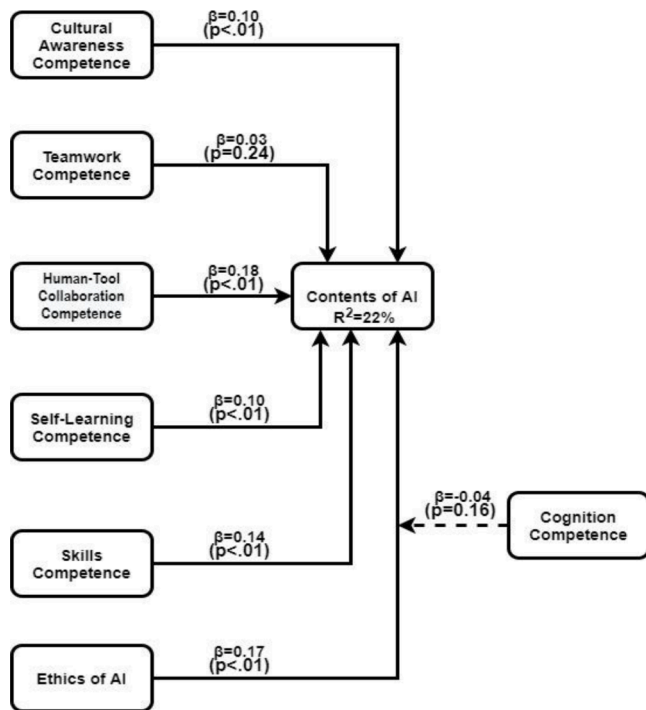 Cultural
Awareness
Competence
β=0.10
(p<.01)
Teamwork
Competence
β=0.03
(p=0.24)
Human-Tool
Collaboration
Competence
β=0.18
(p<.01)
Contents of AI
R²=22%
Self-Learning
Competence
β=0.10
(p<.01)
β=-0.04
(p=0.16)
Cognition
Competence
Skills
Competence
β=0.14
(p<.01)
Ethics of AI
β=0.17
(p<.01)